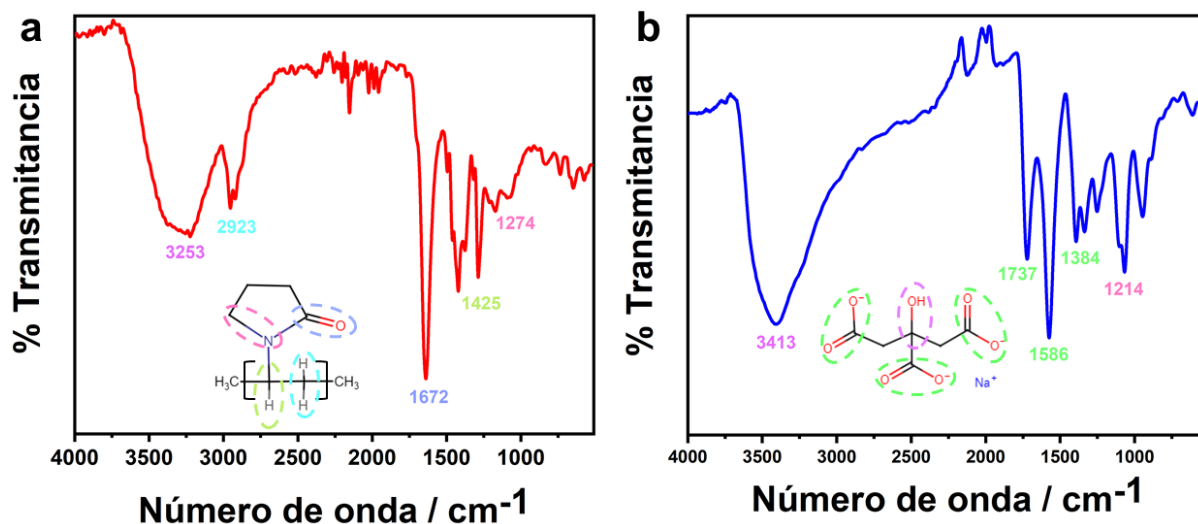 a
% Transmitancia
3253
2923
1672
1425
1274
O
N
H
H
H₃C
CH₃
H
4000 3000 2500 2000 1500 1000
Número de onda / cm-1
b
% Transmitancia
3413
1737
1586
1384
1214
O⁻
OH
O
O
O⁻
O
O⁻
Na⁺
4000 3500 3000 2500 2000 1500 1000
Número de onda / cm-1